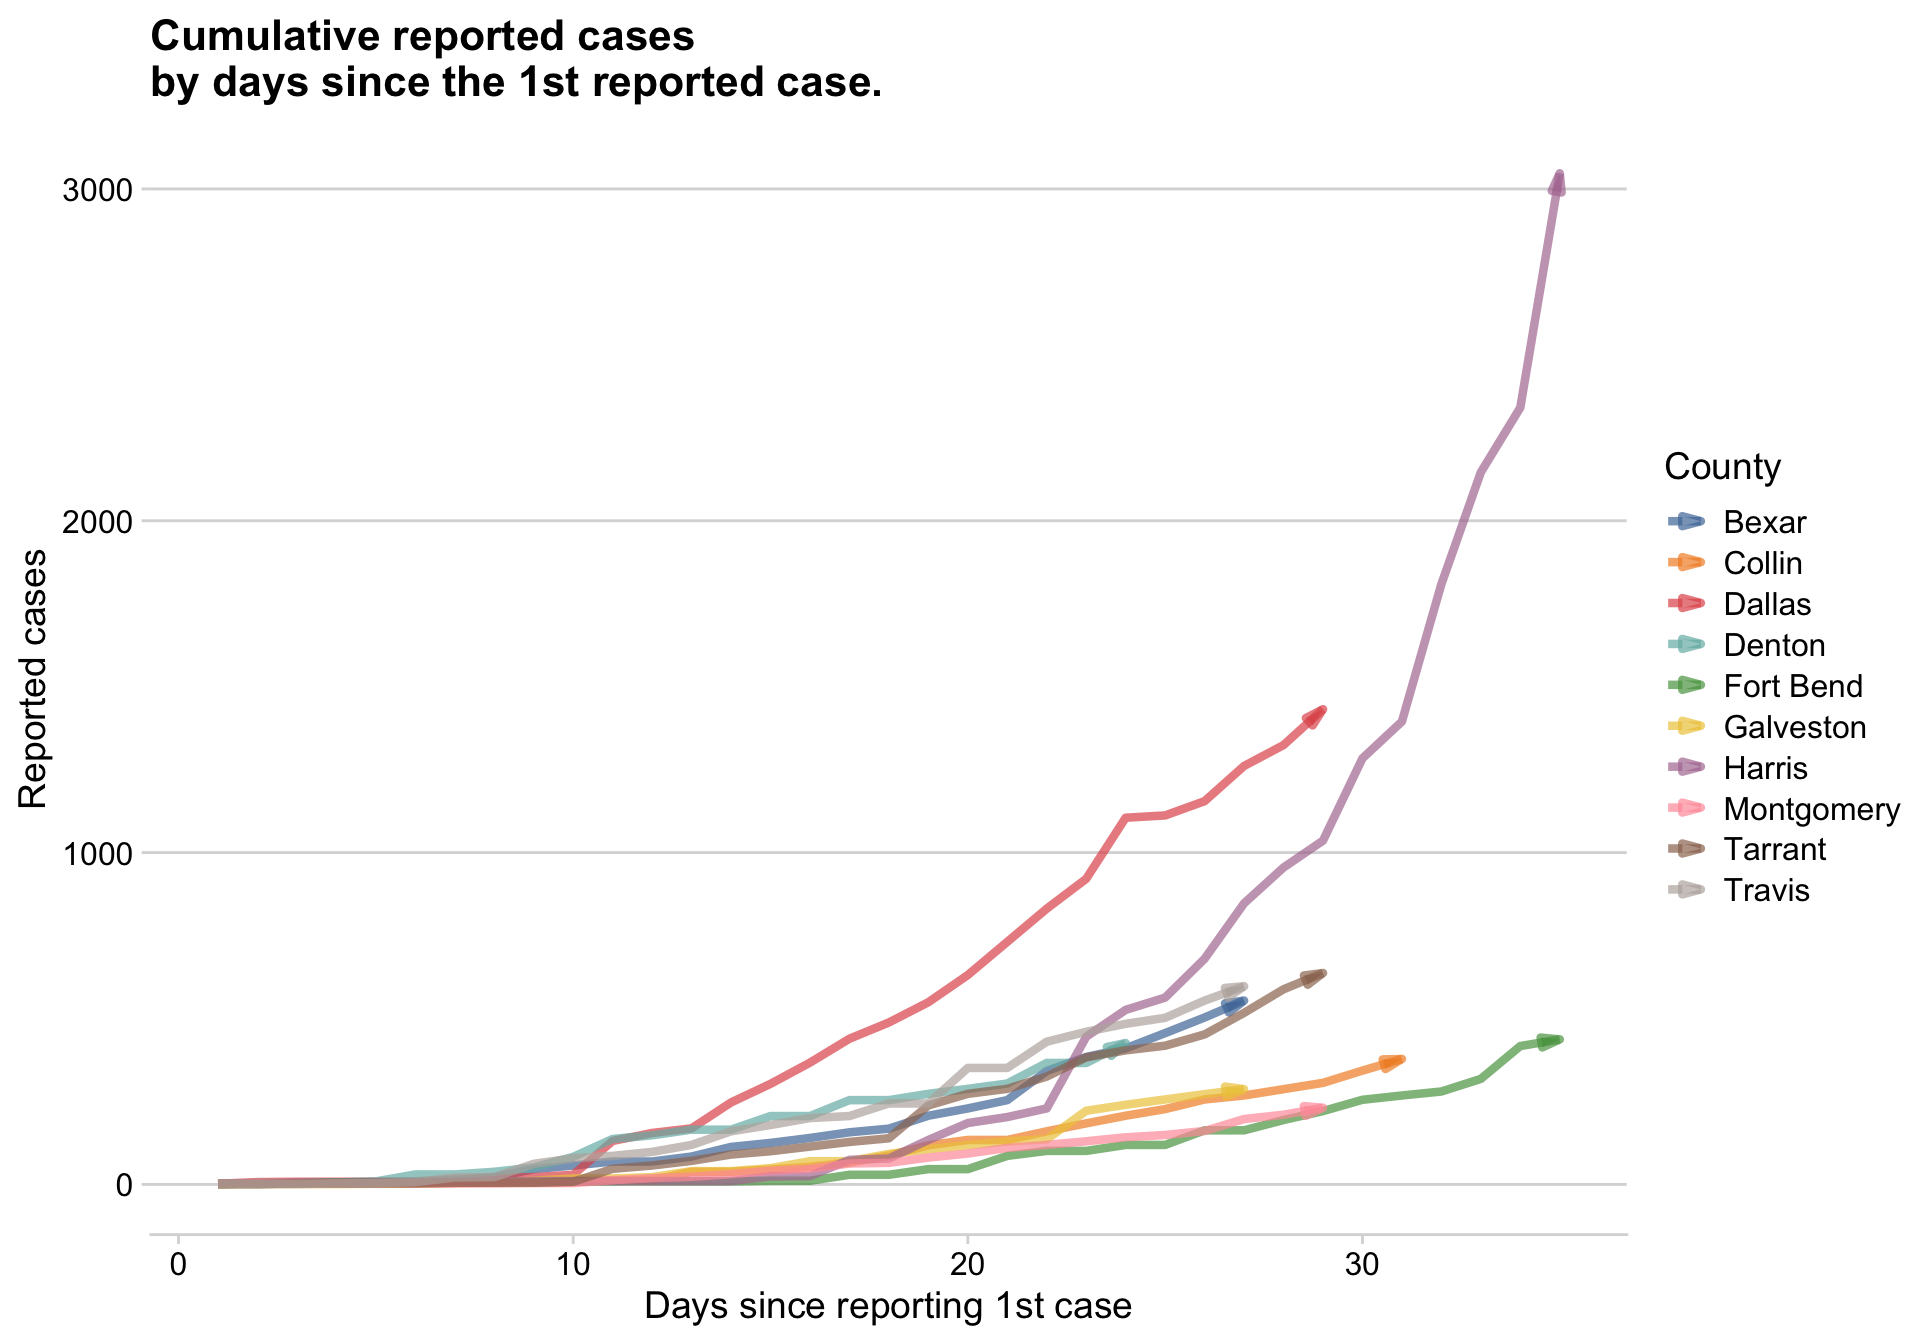 Cumulative reported cases
by days since the 1st reported case.
3000
2000
1000
0
Reported cases
0 10 20 30
Days since reporting 1st case
County
Bexar
Collin
Dallas
Denton
Fort Bend
Galveston
Harris
Montgomery
Tarrant
Travis